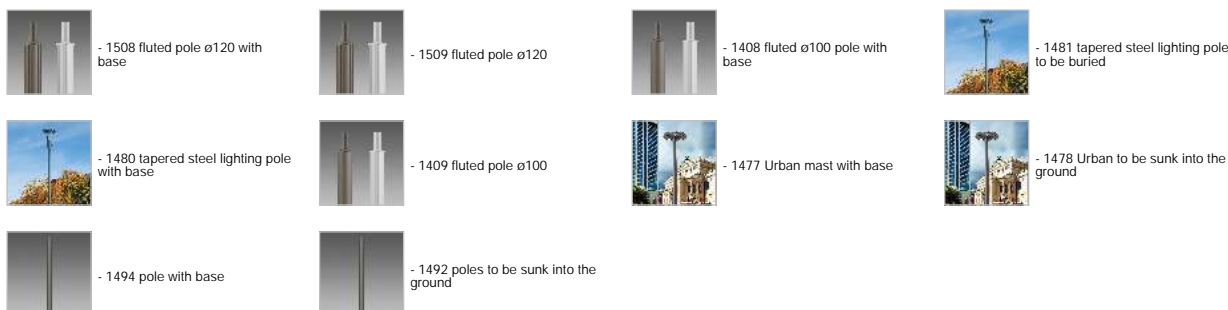 - 1508 fluted pole ø120 with
base
- 1509 fluted pole ø120
- 1408 fluted ø100 pole with
base
- 1481 tapered steel lighting pole
to be buried
- 1480 tapered steel lighting pole
with base
- 1409 fluted pole ø100
- 1477 Urban mast with base
- 1478 Urban to be sunk into the
ground
- 1494 pole with base
- 1492 poles to be sunk into the
ground